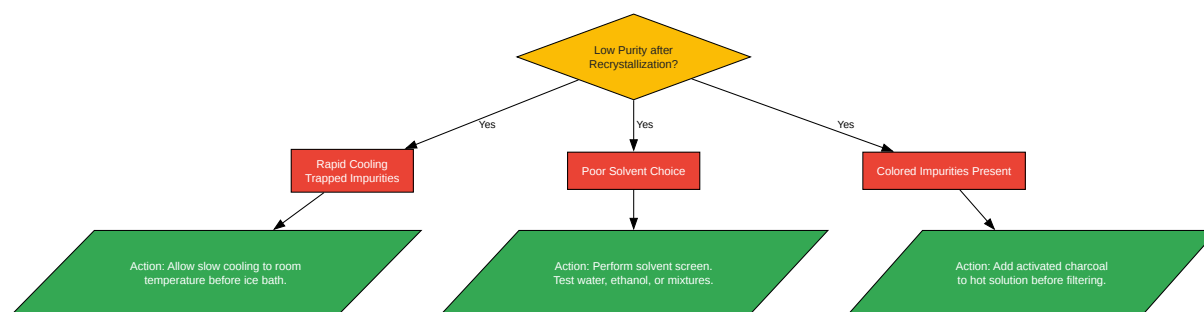 Low Purity after
Recrystallization?
Yes
Yes
Yes
Rapid Cooling
Trapped Impurities
Poor Solvent Choice
Colored Impurities Present
Action: Allow slow cooling to room
temperature before ice bath.
Action: Perform solvent screen.
Test water, ethanol, or mixtures.
Action: Add activated charcoal
to hot solution before filtering.